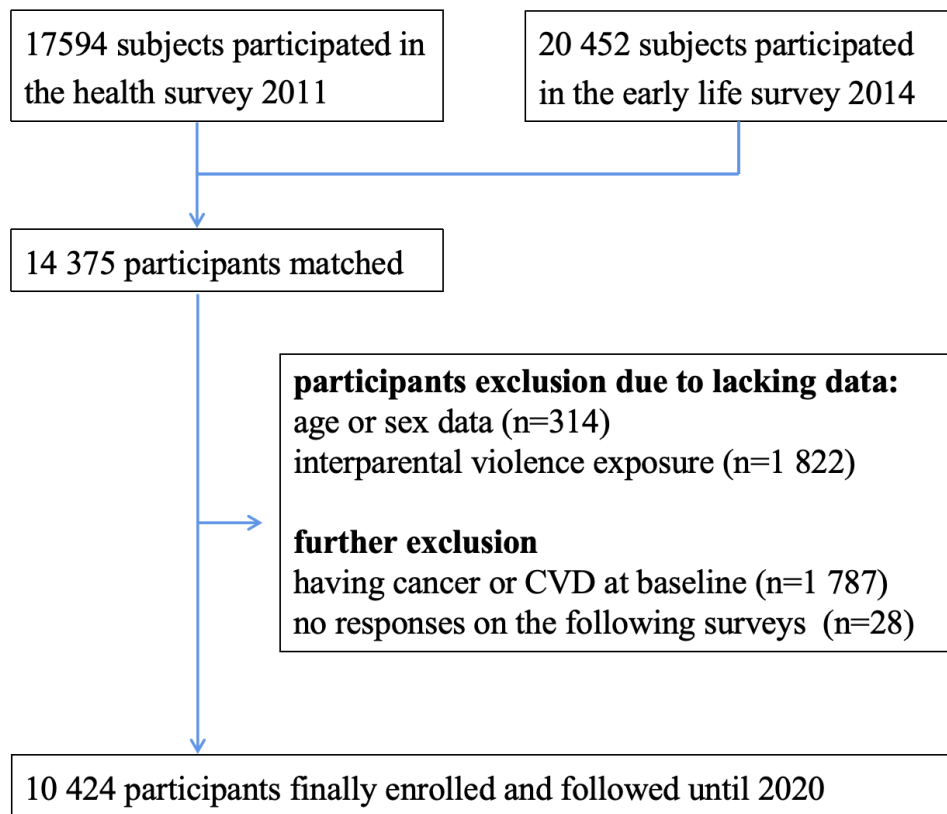 17594 subjects participated in
the health survey 2011
20 452 subjects participated
in the early life survey 2014
14 375 participants matched
participants exclusion due to lacking data:
age or sex data (n=314)
interparental violence exposure (n=1 822)
further exclusion
having cancer or CVD at baseline (n=1 787)
no responses on the following surveys (n=28)
10 424 participants finally enrolled and followed until 2020